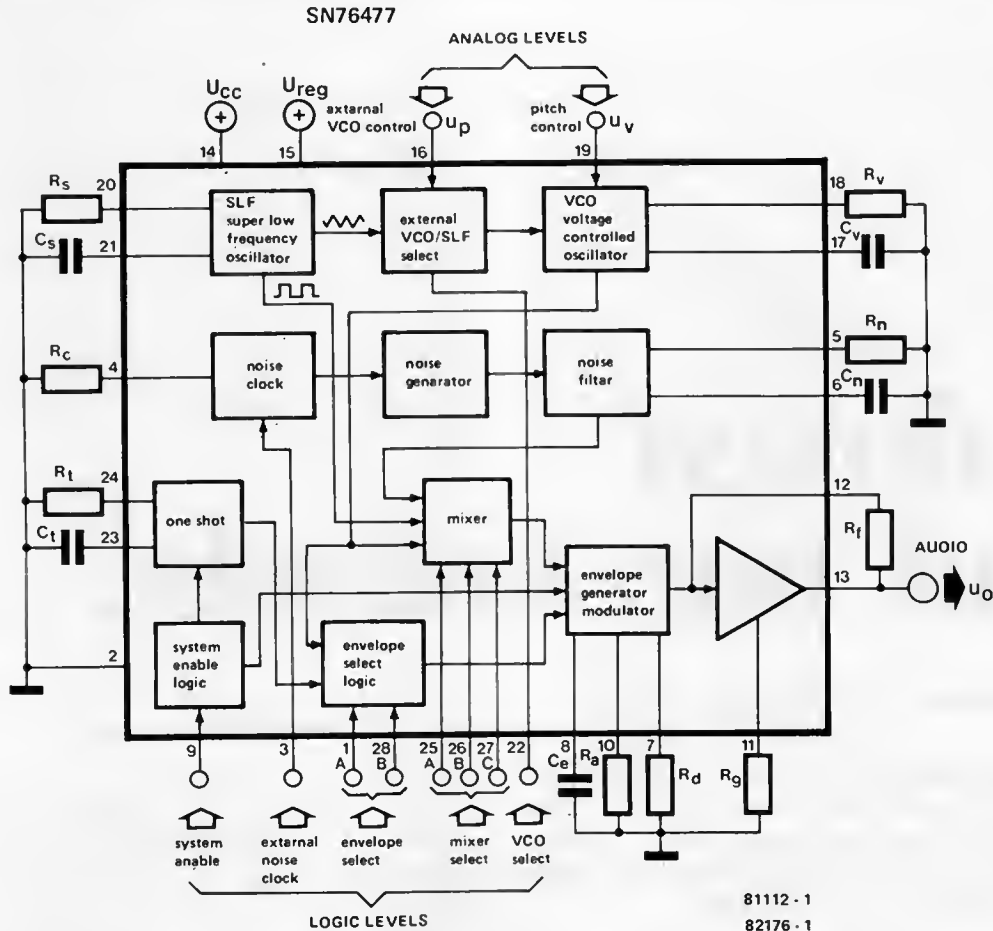 SN76477
ANALOG LEVELS
Ucc
Ureg
axtarnal
VCO control
up
pitch
control
uv
14
15
16
19
Rs
20
Cs
21
SLF
super low
frequency
oscillator
external
VCO/SLF
select
VCO
voltage
controlled
oscillator
18
Rv
17
Cv
Rc
4
noise
clock
noise
genarator
noise
filtar
5
Rn
6
Cn
Rt
24
Ct
23
one shot
mixer
envelope
generator
modulator
12
Rf
13
AUOIO
uo
2
system
enable
logic
envelope
select
logic
9
3
1
A
28
B
25
A
26
B
27
C
22
8
Ce
10
Ra
7
Rd
11
Rg
system
anable
extarnal
noise
clock
envelope
select
mixer
select
VCO
select
LOGIC LEVELS
81112 - 1
82176 - 1